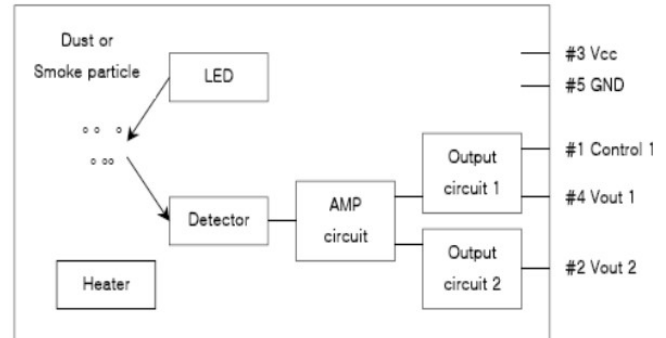 Dust or
Smoke particle
LED
#3 Vcc
#5 GND
Output
circuit 1
#1 Control 1
#4 Vout 1
Detector
AMP
circuit
Output
circuit 2
#2 Vout 2
Heater